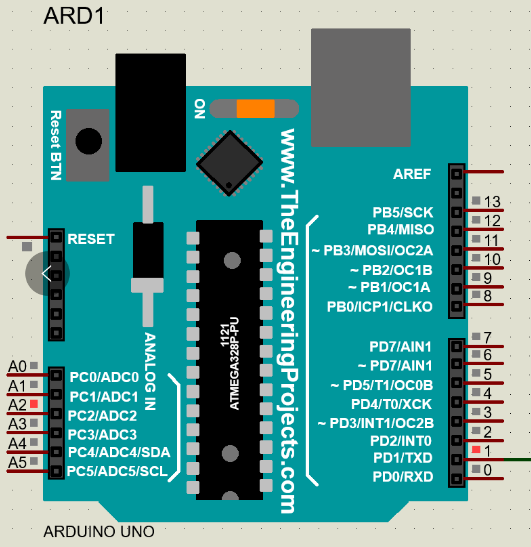 ARD1
ON
Reset BTN
www.TheEngineeringProjects.com
AREF
PB5/SCK
13
PB4/MISO
12
~ PB3/MOSI/OC2A
11
~ PB2/OC1B
10
~ PB1/OC1A
9
PB0/ICP1/CLKO
8
RESET
1121
ATMEGA328P-PU
ANALOG IN
PD7/AIN1
7
~ PD7/AIN1
6
~ PD5/T1/OC0B
5
PD4/T0/XCK
4
~ PD3/INT1/OC2B
3
PD2/INT0
2
PD1/TXD
1
PD0/RXD
0
A0
PC0/ADC0
A1
PC1/ADC1
A2
PC2/ADC2
A3
PC3/ADC3
A4
PC4/ADC4/SDA
A5
PC5/ADC5/SCL
ARDUINO UNO